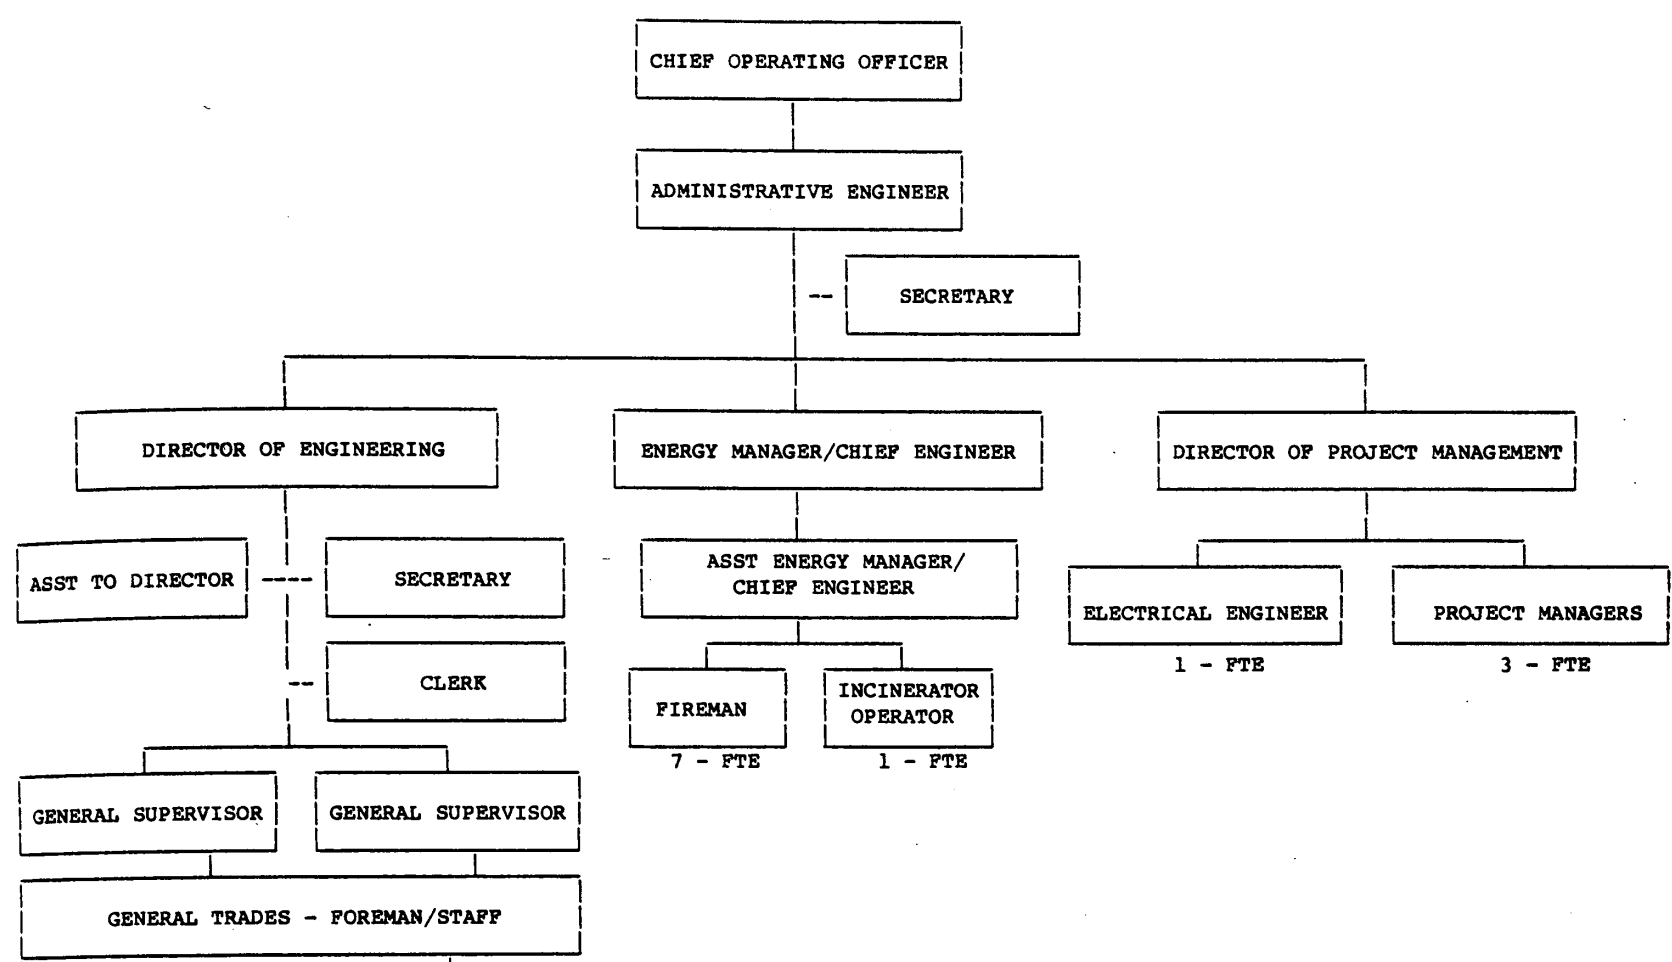 CHIEF OPERATING OFFICER
ADMINISTRATIVE ENGINEER
-- SECRETARY
DIRECTOR OF ENGINEERING
ENERGY MANAGER/CHIEF ENGINEER
DIRECTOR OF PROJECT MANAGEMENT
ASST TO DIRECTOR ---- SECRETARY
-- CLERK
ASST ENERGY MANAGER/
CHIEF ENGINEER
ELECTRICAL ENGINEER
1 - FTE
PROJECT MANAGERS
3 - FTE
FIREMAN
7 - FTE
INCINERATOR
OPERATOR
1 - FTE
GENERAL SUPERVISOR
GENERAL SUPERVISOR
GENERAL TRADES - FOREMAN/STAFF